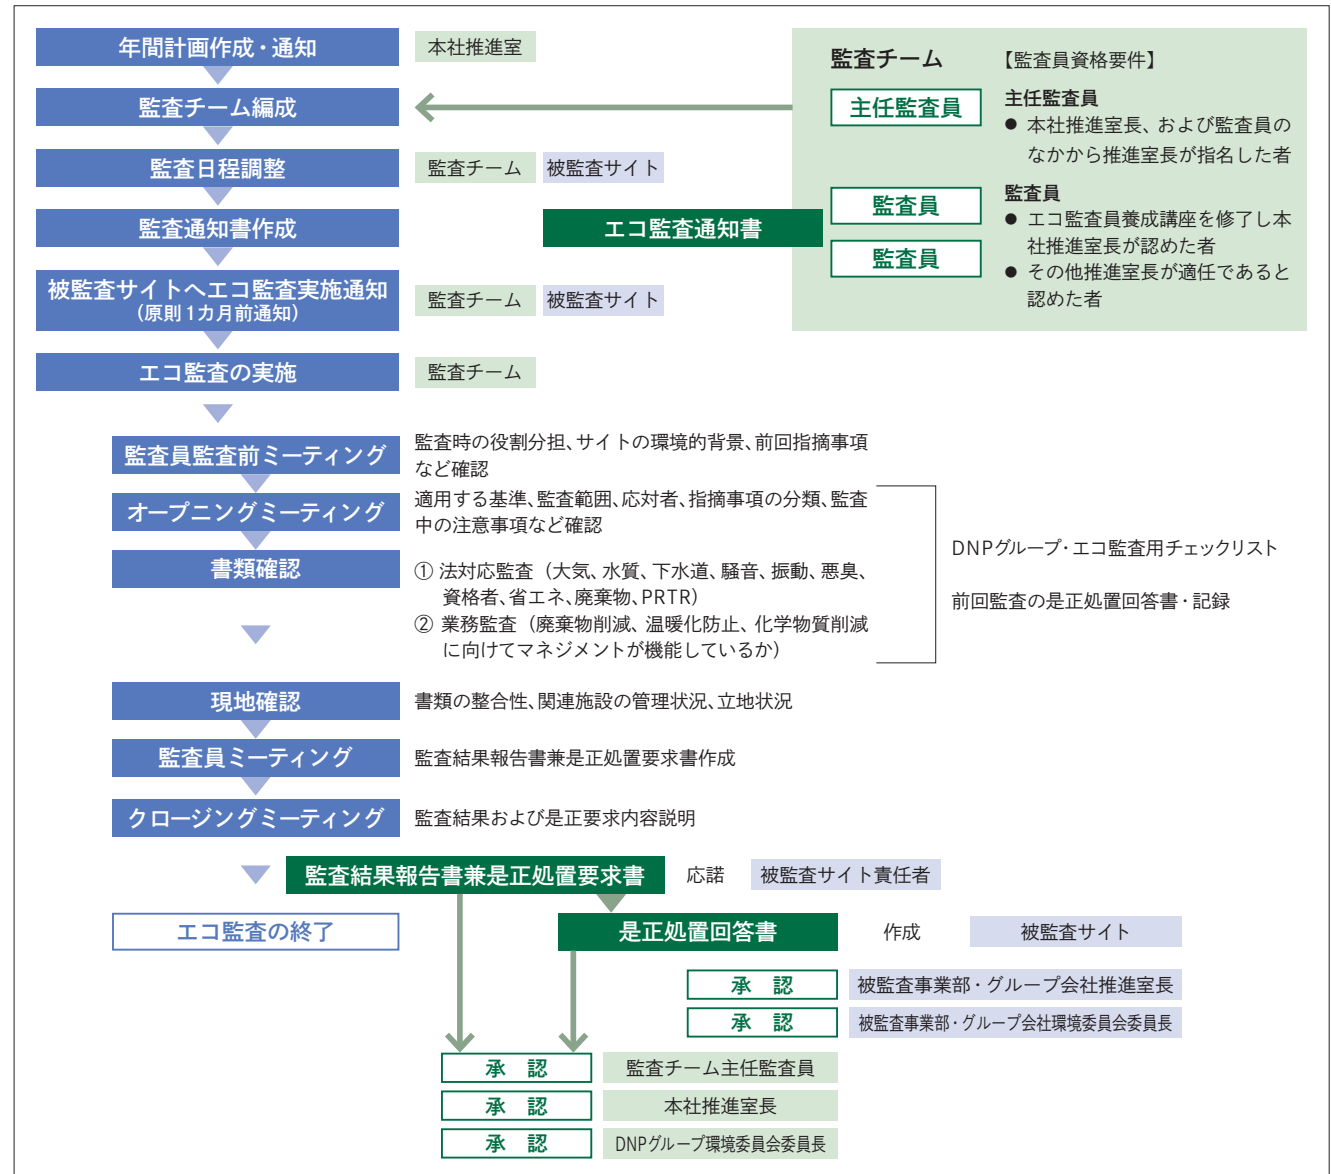 年間計画作成・通知
本社推進室
監査チーム編成
監査日程調整
監査チーム
被監査サイト
監査通知書作成
エコ監査通知書
被監査サイトへエコ監査実施通知
（原則1カ月前通知）
監査チーム
被監査サイト
エコ監査の実施
監査チーム
監査チーム
【監査員資格要件】
主任監査員
主任監査員
● 本社推進室長、および監査員の
なかから推進室長が指名した者
監査員
監査員
監査員
● エコ監査員養成講座を修了し本
社推進室長が認めた者
● その他推進室長が適任であると
認めた者
監査員監査前ミーティング
監査時の役割分担、サイトの環境的背景、前回指摘事項
など確認
オープニングミーティング
適用する基準、監査範囲、応対者、指摘事項の分類、監査
中の注意事項など確認
書類確認
① 法対応監査（大気、水質、下水道、騒音、振動、悪臭、
資格者、省エネ、廃棄物、PRTR）
② 業務監査（廃棄物削減、温暖化防止、化学物質削減
に向けてマネジメントが機能しているか）
DNPグループ・エコ監査用チェックリスト
前回監査の是正処置回答書・記録
現地確認
書類の整合性、関連施設の管理状況、立地状況
監査員ミーティング
監査結果報告書兼是正処置要求書作成
クロージングミーティング
監査結果および是正要求内容説明
監査結果報告書兼是正処置要求書
応諾
被監査サイト責任者
エコ監査の終了
是正処置回答書
作成
被監査サイト
承 認
被監査事業部・グループ会社推進室長
承 認
被監査事業部・グループ会社環境委員会委員長
承 認
監査チーム主任監査員
承 認
本社推進室長
承 認
DNPグループ環境委員会委員長